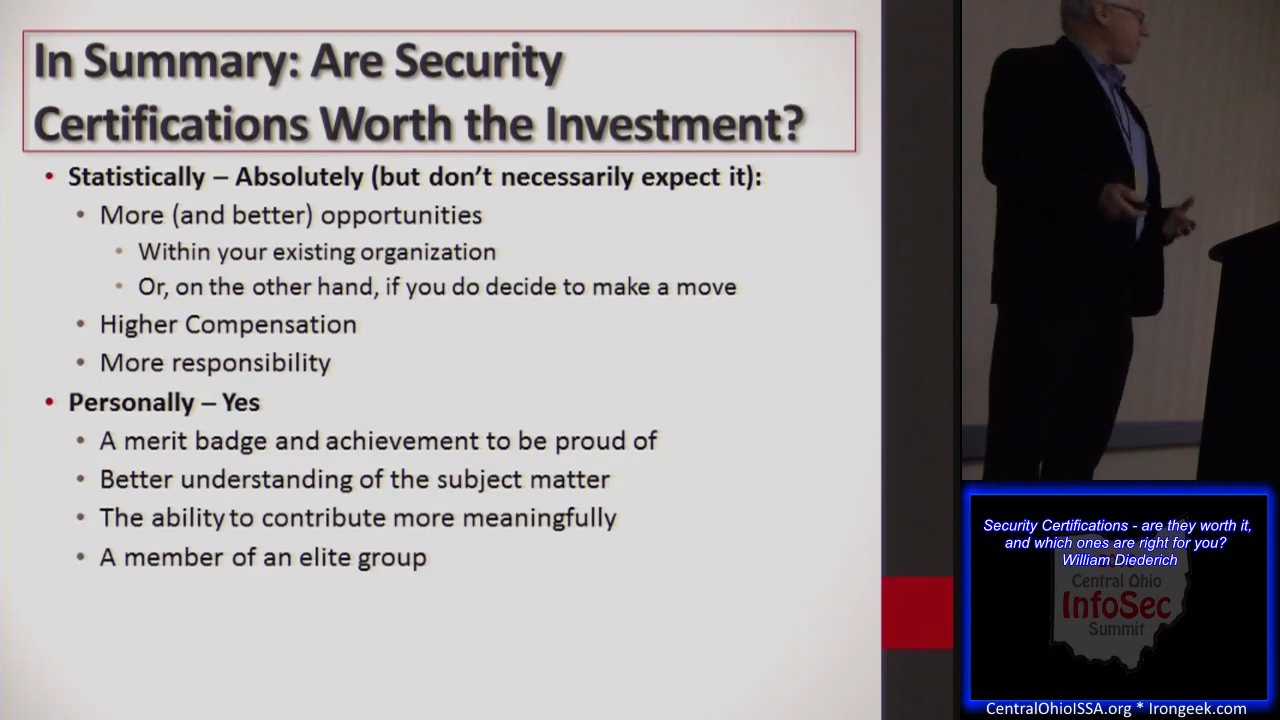 In Summary: Are Security
Certifications Worth the Investment?
• Statistically – Absolutely (but don't necessarily expect it):
• More (and better) opportunities
• Within your existing organization
• Or, on the other hand, if you do decide to make a move
• Higher Compensation
• More responsibility
• Personally – Yes
• A merit badge and achievement to be proud of
• Better understanding of the subject matter
• The ability to contribute more meaningfully
• A member of an elite group
Security Certifications - are they worth it,
and which ones are right for you?
William Diederich
Central Ohio
InfoSec
Summit
CentralOhioISSA.org * Irongeek.com